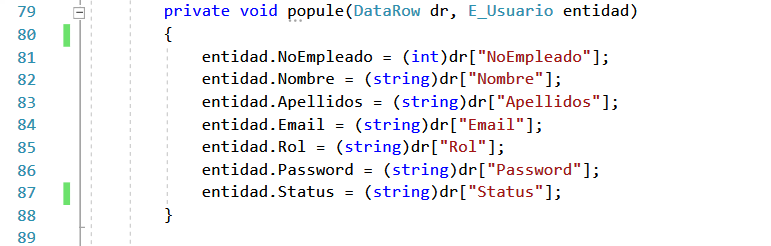 79 private void popule(DataRow dr, E_Usuario entidad)
80 {
81 entidad.NoEmpleado = (int)dr["NoEmpleado"];
82 entidad.Nombre = (string)dr["Nombre"];
83 entidad.Apellidos = (string)dr["Apellidos"];
84 entidad.Email = (string)dr["Email"];
85 entidad.Rol = (string)dr["Rol"];
86 entidad.Password = (string)dr["Password"];
87 entidad.Status = (string)dr["Status"];
88 }
89